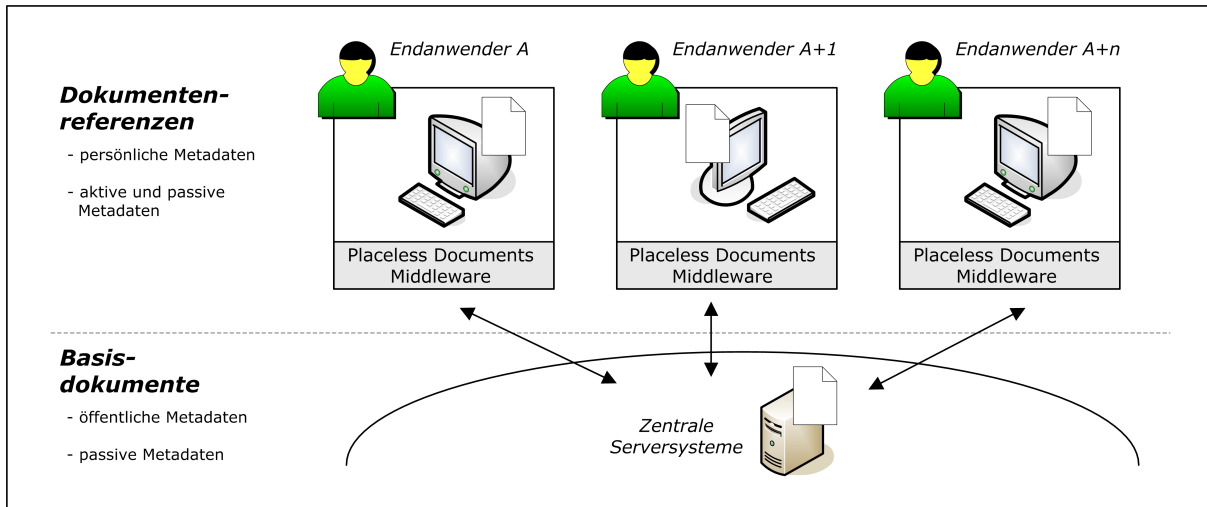 Endanwender A
Endanwender A+1
Endanwender A+n
Dokumenten-
referenzen
- persönliche Metadaten
- aktive und passive
Metadaten
Placeless Documents
Middleware
Placeless Documents
Middleware
Placeless Documents
Middleware
Basis-
dokumente
- öffentliche Metadaten
- passive Metadaten
Zentrale
Serversysteme